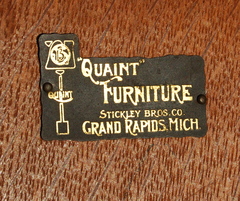 "QUAINT"
FURNITURE
STICKLEY BROS. CO.
GRAND RAPIDS, MICH.
QUAINT